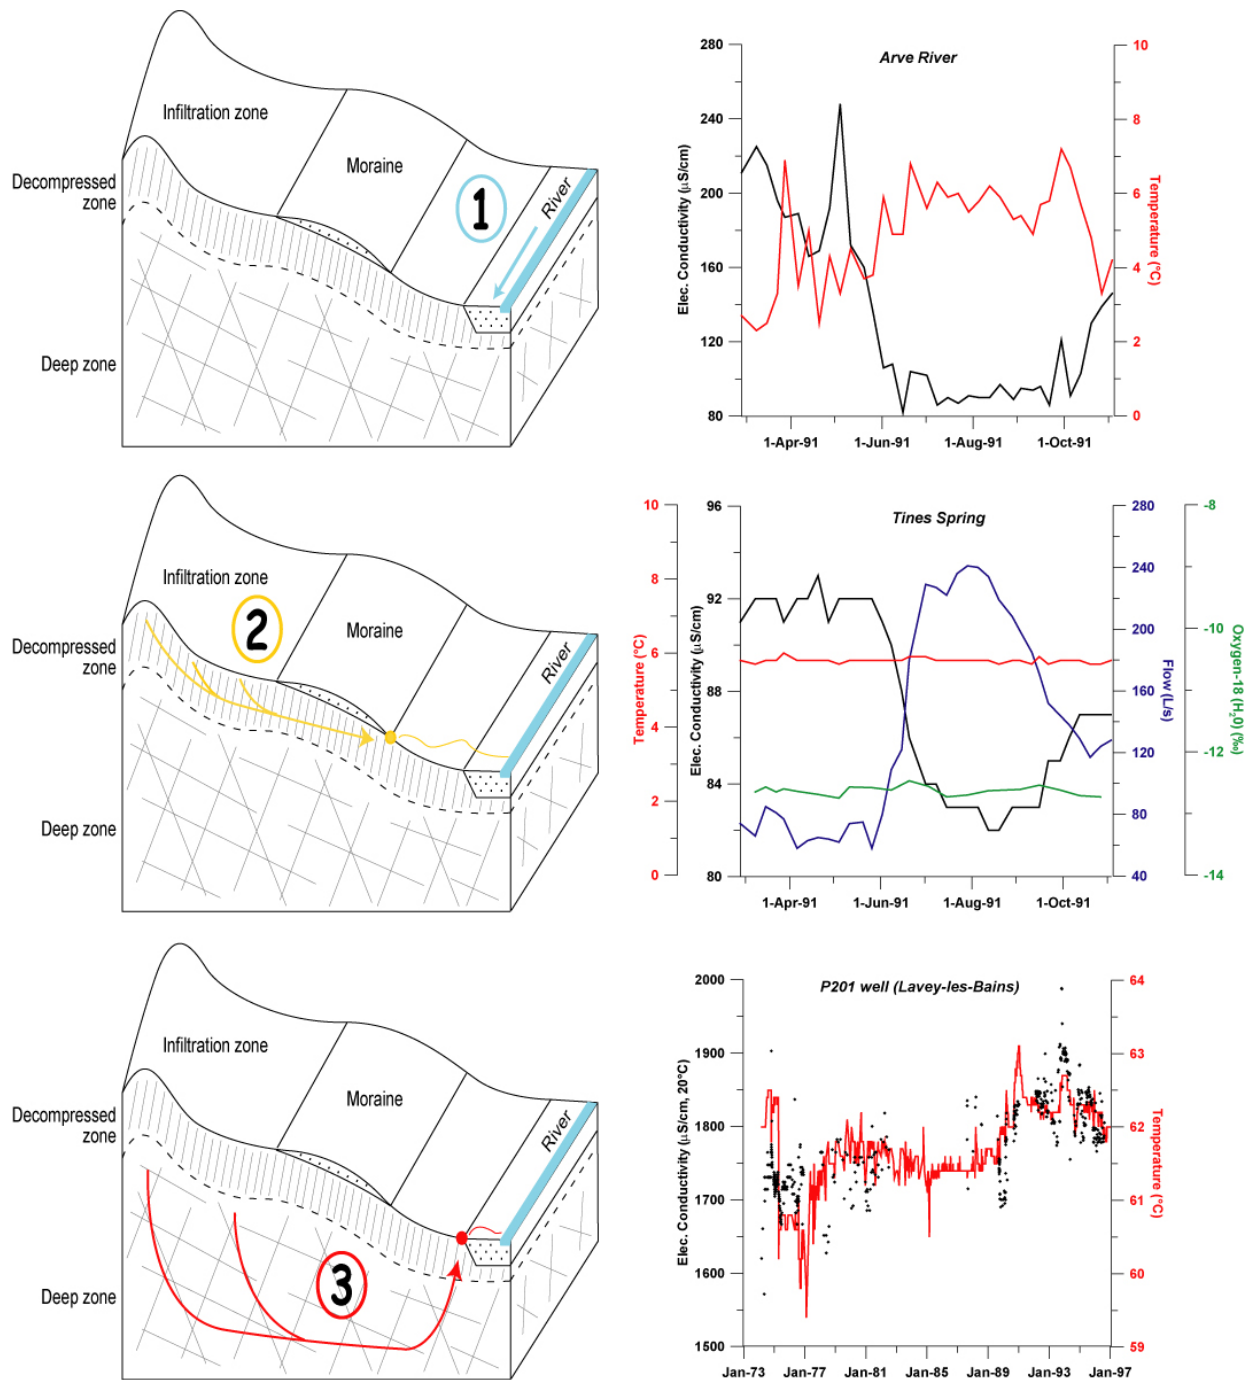 Infiltration zone
Moraine
Decompressed
zone
1
River
Deep zone
Arve River
280
240
200
160
120
80
Elec. Conductivity (µS/cm)
10
8
6
4
2
0
Temperature (°C)
1-Apr-91 1-Jun-91 1-Aug-91 1-Oct-91
Infiltration zone
2
Moraine
Decompressed
zone
River
Deep zone
Tines Spring
10
8
6
4
2
0
Temperature (°C)
96
92
88
84
80
Elec. Conductivity (µS/cm)
280
240
200
160
120
80
40
Flow (L/s)
-8
-10
-12
-14
Oxygen-18 (H₂0) (‰)
1-Apr-91 1-Jun-91 1-Aug-91 1-Oct-91
Infiltration zone
Moraine
Decompressed
zone
River
3
Deep zone
P201 well (Lavey-les-Bains)
2000
1900
1800
1700
1600
1500
Elec. Conductivity (µS/cm, 20°C)
64
63
62
61
60
59
Temperature (°C)
Jan-73 Jan-77 Jan-81 Jan-85 Jan-89 Jan-93 Jan-97